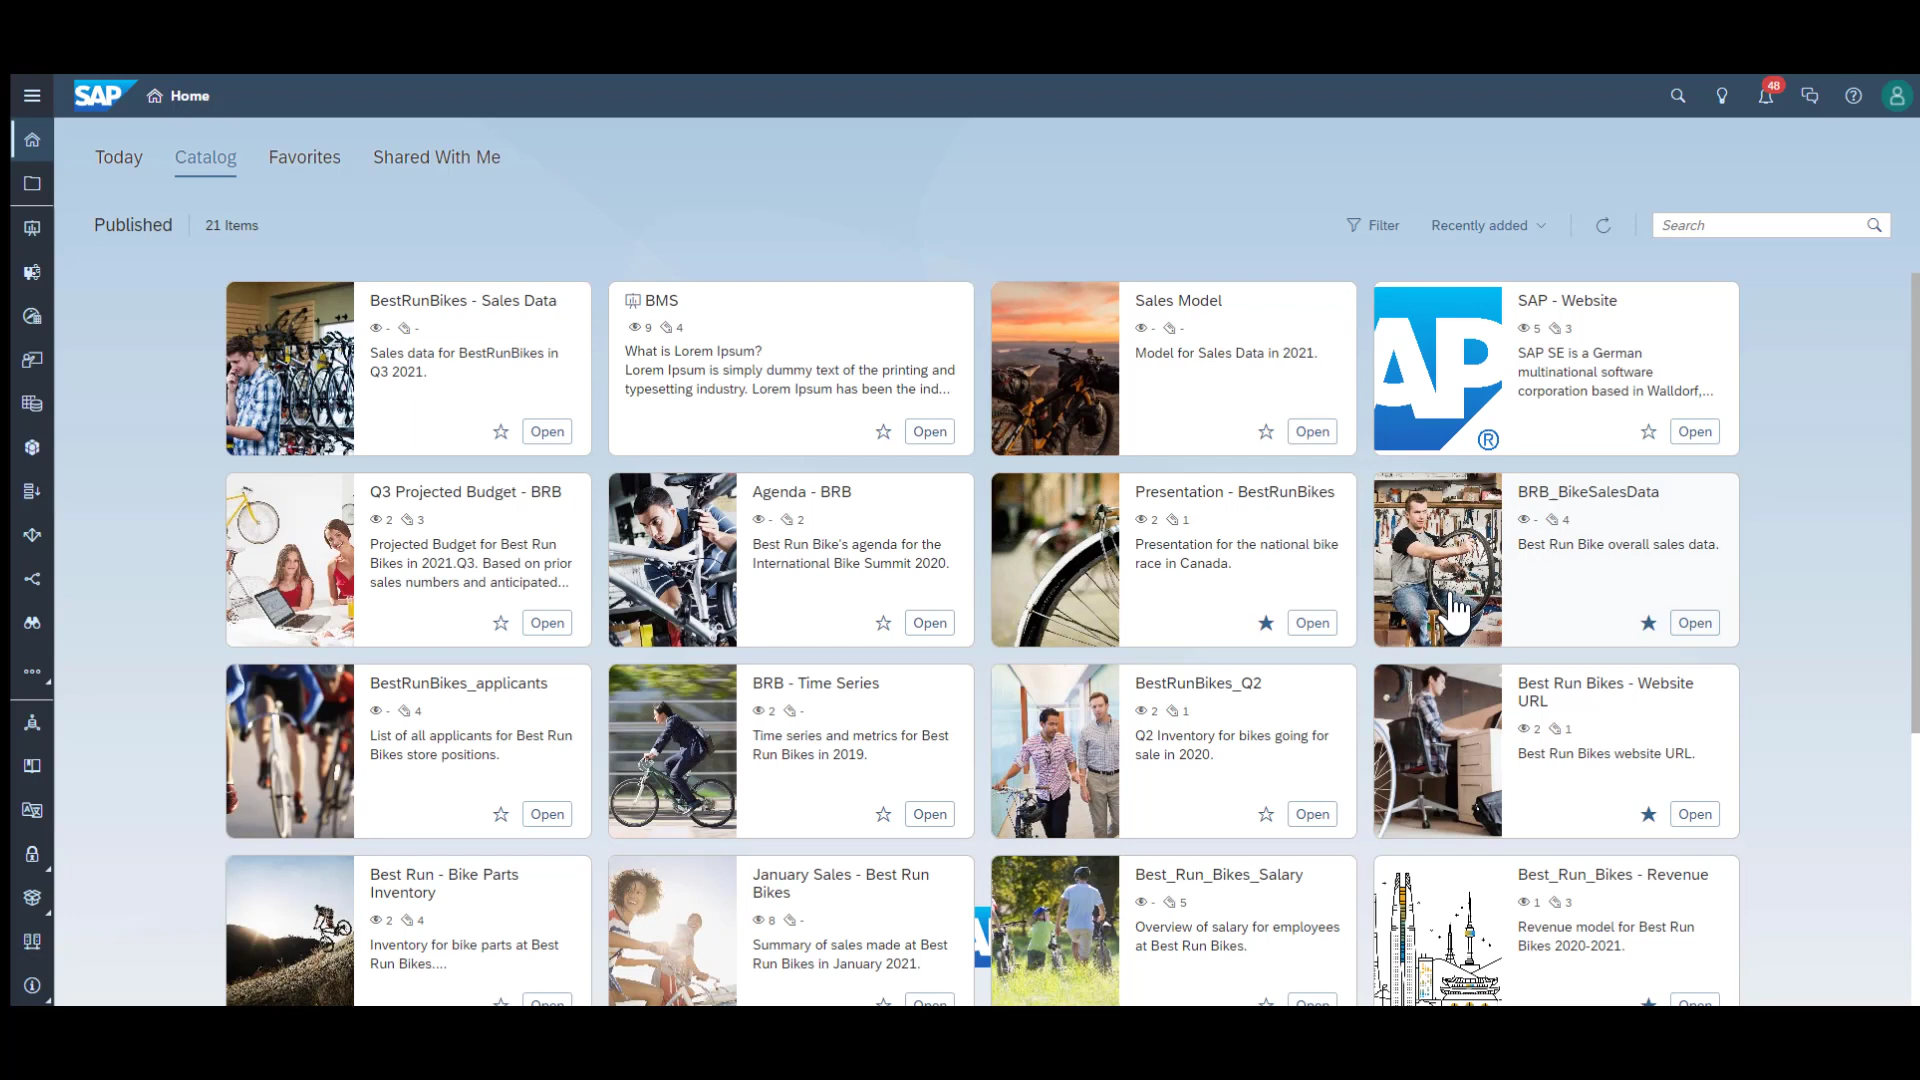 SAP Home
48
Today Catalog Favorites Shared With Me
Published 21 Items Filter Recently added Search
BestRunBikes - Sales Data
- -
Sales data for BestRunBikes in
Q3 2021.
Open
BMS
9 4
What is Lorem Ipsum?
Lorem Ipsum is simply dummy text of the printing and
typesetting industry. Lorem Ipsum has been the ind...
Open
Sales Model
- -
Model for Sales Data in 2021.
Open
AP
®
SAP - Website
5 3
SAP SE is a German
multinational software
corporation based in Walldorf,...
Open
Q3 Projected Budget - BRB
2 3
Projected Budget for Best Run
Bikes in 2021.Q3. Based on prior
sales numbers and anticipated...
Open
Agenda - BRB
- 2
Best Run Bike's agenda for the
International Bike Summit 2020.
Open
Presentation - BestRunBikes
2 1
Presentation for the national bike
race in Canada.
Open
BRB_BikeSalesData
- 4
Best Run Bike overall sales data.
Open
BestRunBikes_applicants
- 4
List of all applicants for Best Run
Bikes store positions.
Open
BRB - Time Series
2 -
Time series and metrics for Best
Run Bikes in 2019.
Open
BestRunBikes_Q2
2 1
Q2 Inventory for bikes going for
sale in 2020.
Open
Best Run Bikes - Website
URL
2 1
Best Run Bikes website URL.
Open
Best Run - Bike Parts
Inventory
2 4
Inventory for bike parts at Best
Run Bikes....
Open
January Sales - Best Run
Bikes
8 -
Summary of sales made at Best
Run Bikes in January 2021.
Open
Best_Run_Bikes_Salary
- 5
Overview of salary for employees
at Best Run Bikes.
Open
Best_Run_Bikes - Revenue
1 3
Revenue model for Best Run
Bikes 2020-2021.
Open